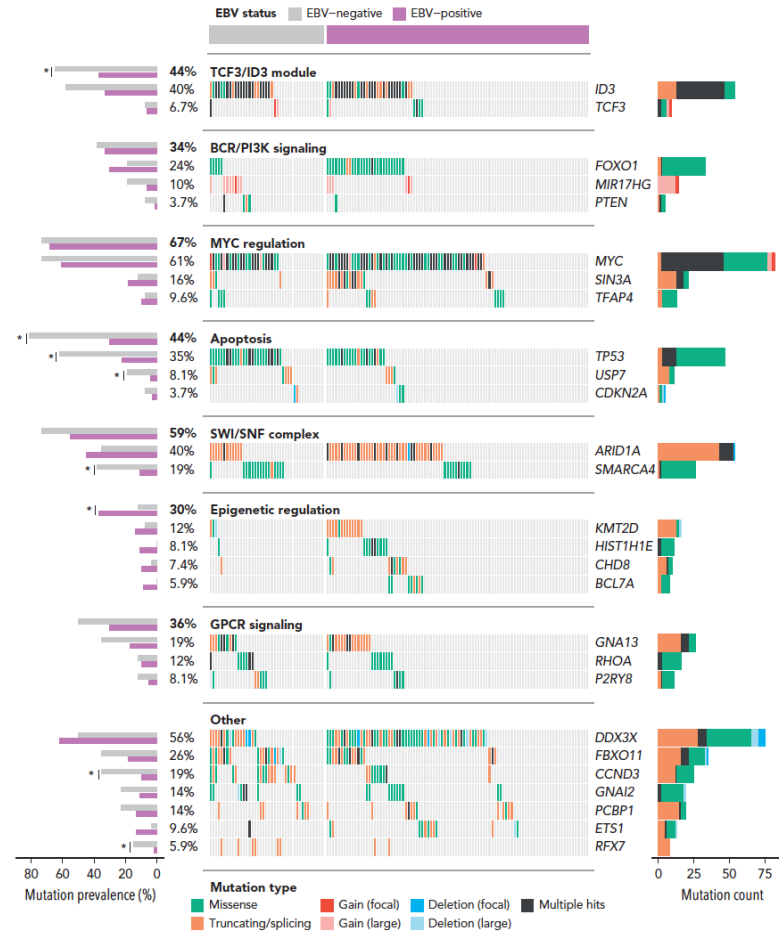 EBV status EBV-negative EBV-positive
* 44% TCF3/ID3 module
40% ID3
6.7% TCF3
34% BCR/PI3K signaling
24% FOXO1
10% MIR17HG
3.7% PTEN
67% MYC regulation
61% MYC
16% SIN3A
9.6% TFAP4
* 44% Apoptosis
* 35% TP53
* 8.1% USP7
3.7% CDKN2A
59% SWI/SNF complex
40% ARID1A
* 19% SMARCA4
* 30% Epigenetic regulation
12% KMT2D
8.1% HIST1H1E
7.4% CHD8
5.9% BCL7A
36% GPCR signaling
19% GNA13
12% RHOA
8.1% P2RY8
Other
56% DDX3X
26% FBXO11
* 19% CCND3
14% GNAI2
14% PCBP1
9.6% ETS1
* 5.9% RFX7
80 60 40 20 0 0 25 50 75
Mutation prevalence (%) Mutation count
Mutation type
Missense Gain (focal) Deletion (focal) Multiple hits
Truncating/splicing Gain (large) Deletion (large)